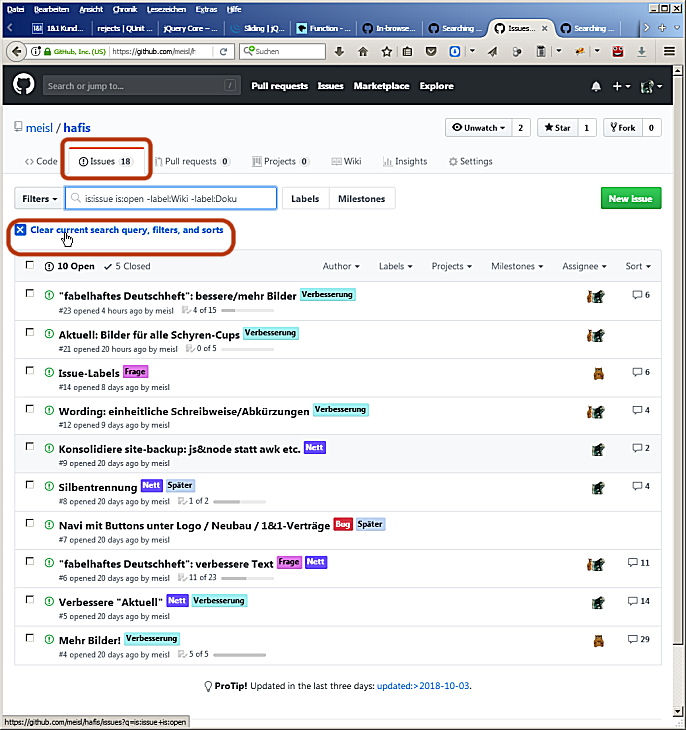 Datei Bearbeiten Ansicht Chronik Lesezeichen Extras Hilfe
1&1 Kund... rejects | QUnit jQuery Core – ... Sliding | jQ... Function - ... In-browse... Searching ... Issues... Searching ...
GitHub, Inc. (US) https://github.com/meisl/h Suchen
Search or jump to... / Pull requests Issues Marketplace Explore
meisl / hafis Unwatch 2 Star 1 Fork 0
Code Issues 18 Pull requests 0 Projects 0 Wiki Insights Settings
Filters is:issue is:open -label:Wiki -label:Doku Labels Milestones New issue
Clear current search query, filters, and sorts
10 Open 5 Closed Author Labels Projects Milestones Assignee Sort
"fabelhaftes Deutschheft": bessere/mehr Bilder Verbesserung 6
#23 opened 4 hours ago by meisl 4 of 15
Aktuell: Bilder für alle Schyren-Cups Verbesserung
#21 opened 20 hours ago by meisl 0 of 5
Issue-Labels Frage 6
#14 opened 8 days ago by meisl
Wording: einheitliche Schreibweise/Abkürzungen Verbesserung 4
#12 opened 9 days ago by meisl
Konsolidiere site-backup: js&node statt awk etc. Nett 2
#9 opened 20 days ago by meisl
Silbentrennung Nett Später 4
#8 opened 20 days ago by meisl 1 of 2
Navi mit Buttons unter Logo / Neubau / 1&1-Verträge Bug Später
#7 opened 20 days ago by meisl
"fabelhaftes Deutschheft": verbessere Text Frage Nett 11
#6 opened 20 days ago by meisl 11 of 23
Verbessere "Aktuell" Nett Verbesserung 14
#5 opened 20 days ago by meisl
Mehr Bilder! Verbesserung 29
#4 opened 20 days ago by meisl 5 of 5
ProTip! Updated in the last three days: updated:>2018-10-03.
https://github.com/meisl/hafis/issues?q=is:issue+is:open